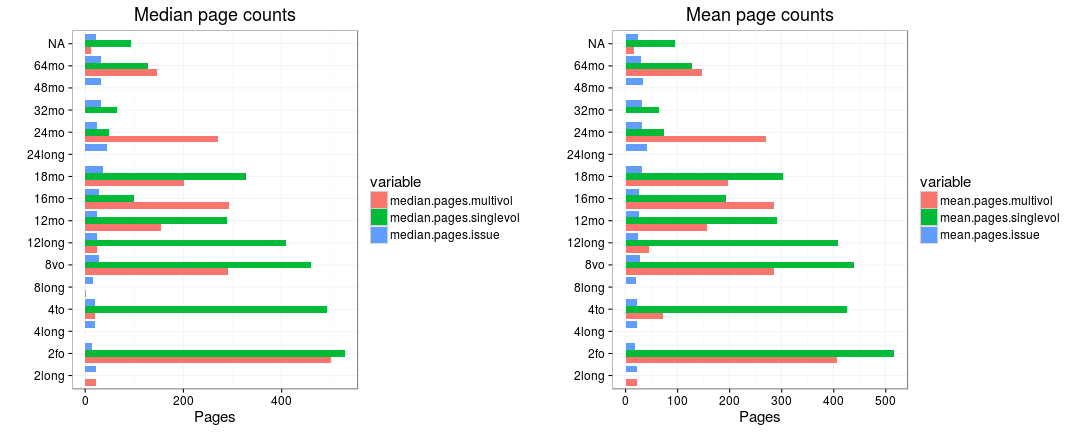 Median page counts
NA
64mo
48mo
32mo
24mo
24long
18mo
16mo
12mo
12long
8vo
8long
4to
4long
2fo
2long
0 200 400
Pages
variable
median.pages.multivol
median.pages.singlevol
median.pages.issue
Mean page counts
NA
64mo
48mo
32mo
24mo
24long
18mo
16mo
12mo
12long
8vo
8long
4to
4long
2fo
2long
0 100 200 300 400 500
Pages
variable
mean.pages.multivol
mean.pages.singlevol
mean.pages.issue